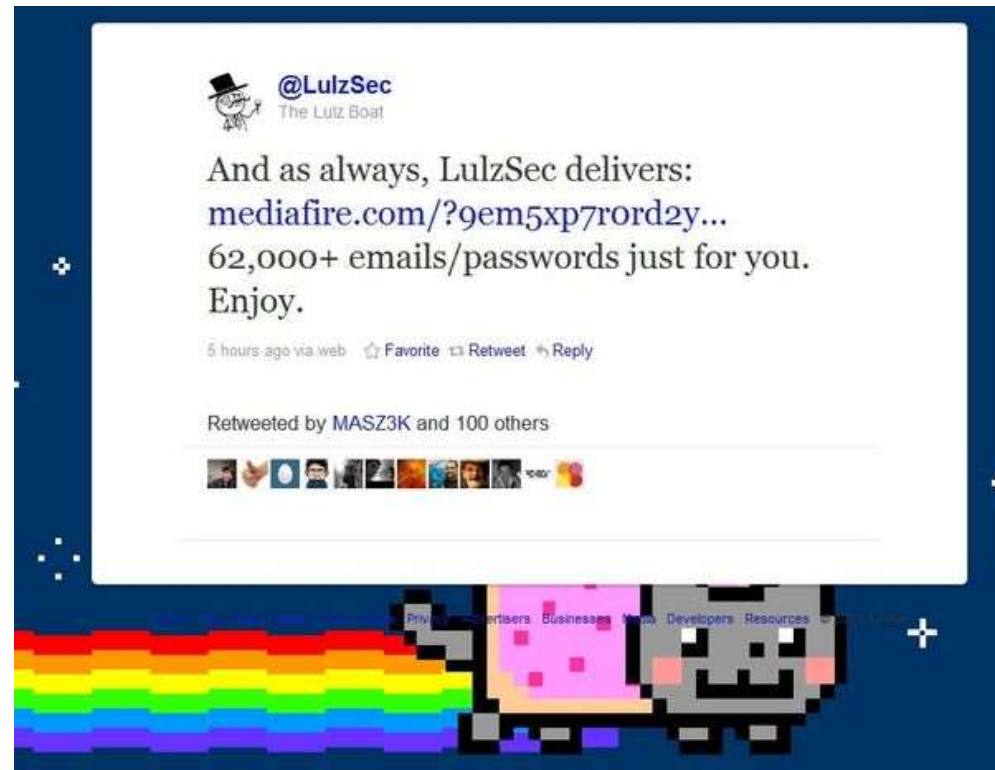 @LulzSec
The Lulz Boat
And as always, LulzSec delivers:
mediafire.com/?9em5xp7r0rd2y...
62,000+ emails/passwords just for you.
Enjoy.
5 hours ago via web Favorite Retweet Reply
Retweeted by MASZ3K and 100 others
Businesses Developers Resources